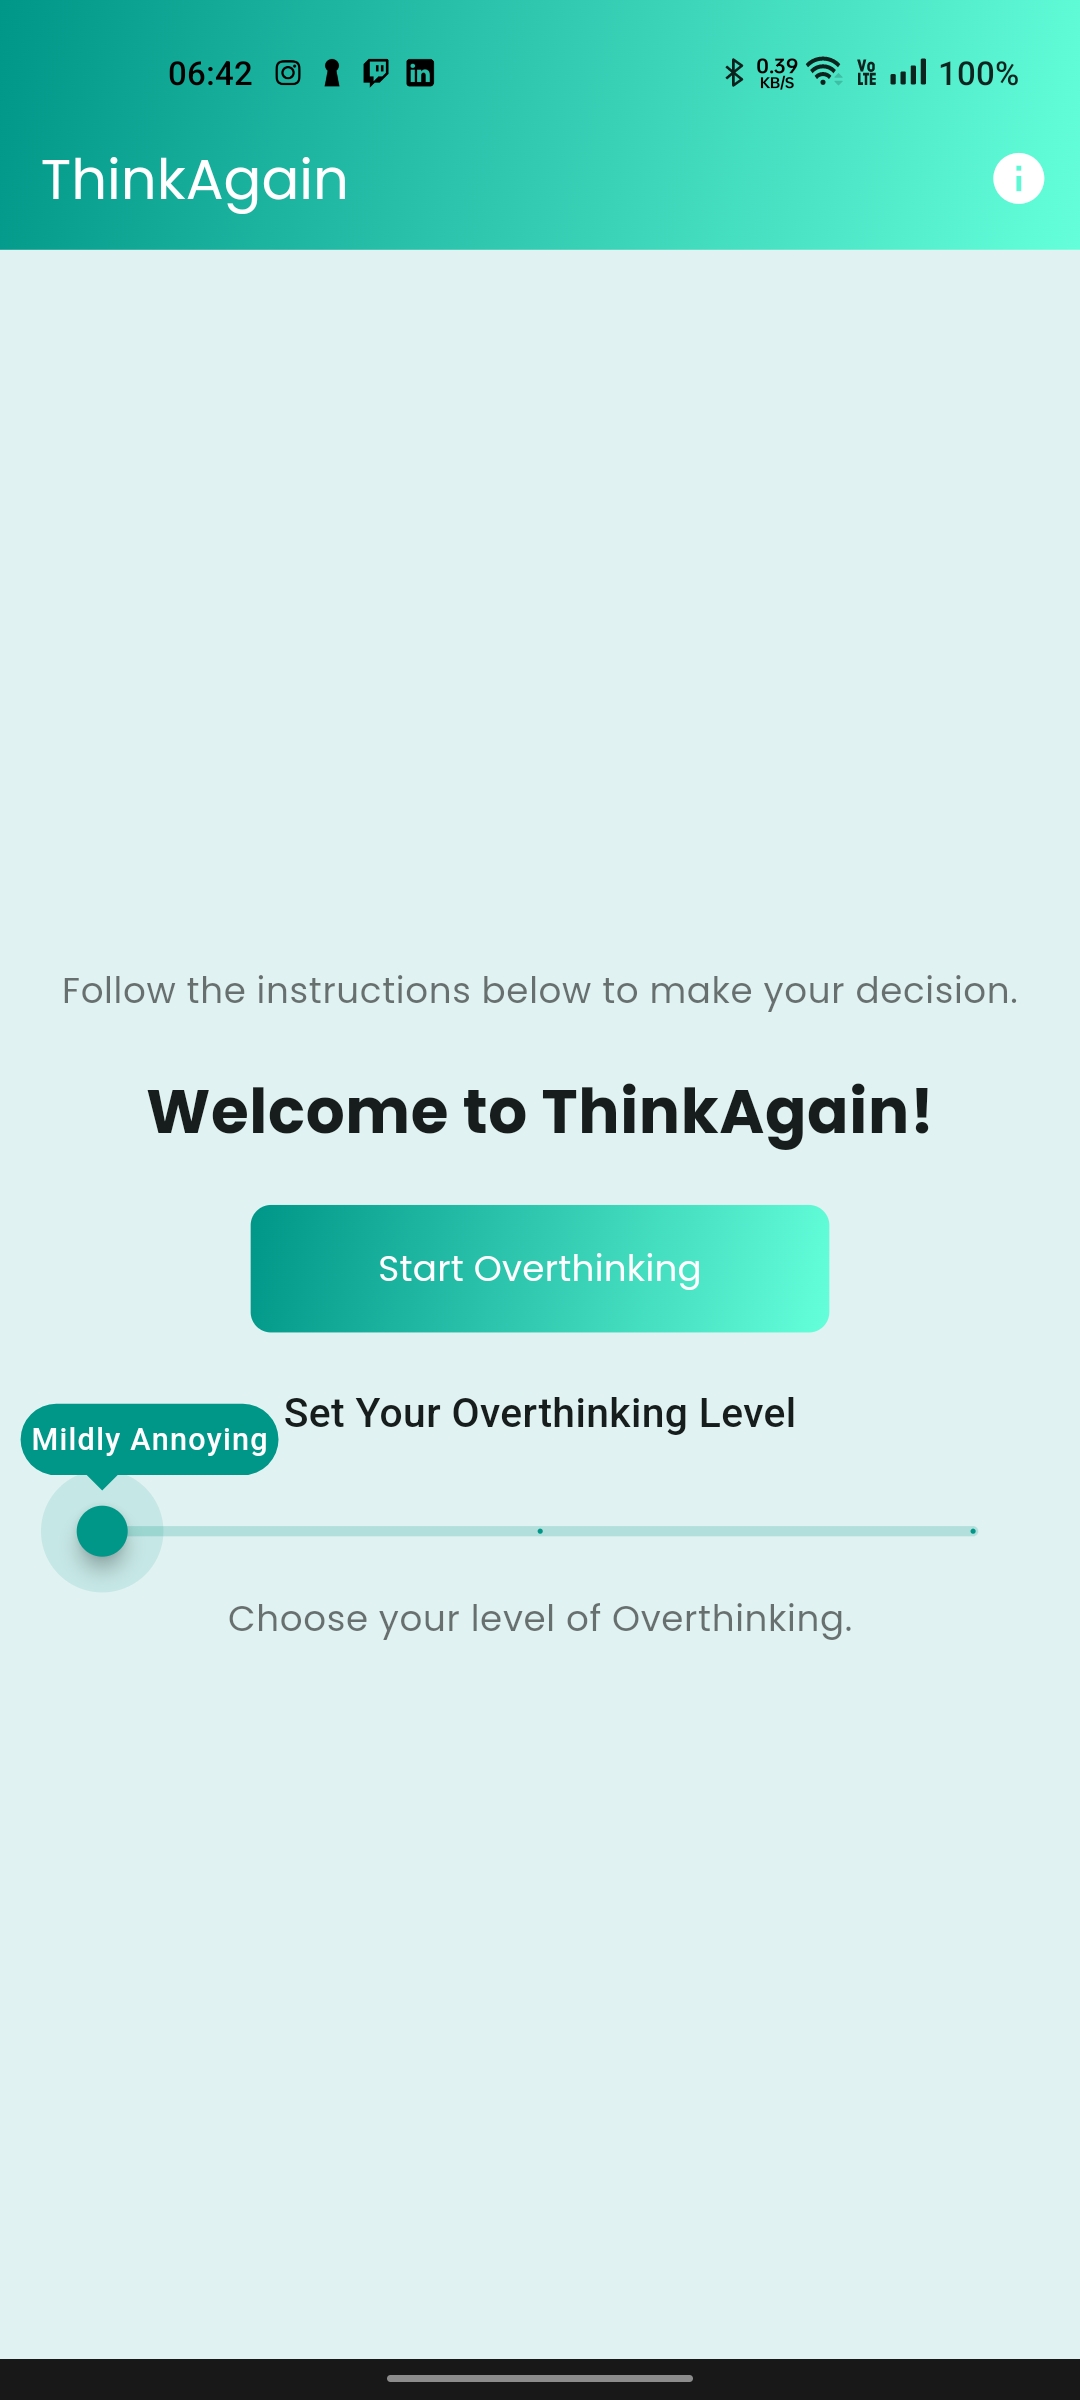 06:42 0.39 KB/S Vo LTE 100%
ThinkAgain
Follow the instructions below to make your decision.
Welcome to ThinkAgain!
Start Overthinking
Set Your Overthinking Level
Mildly Annoying
Choose your level of Overthinking.